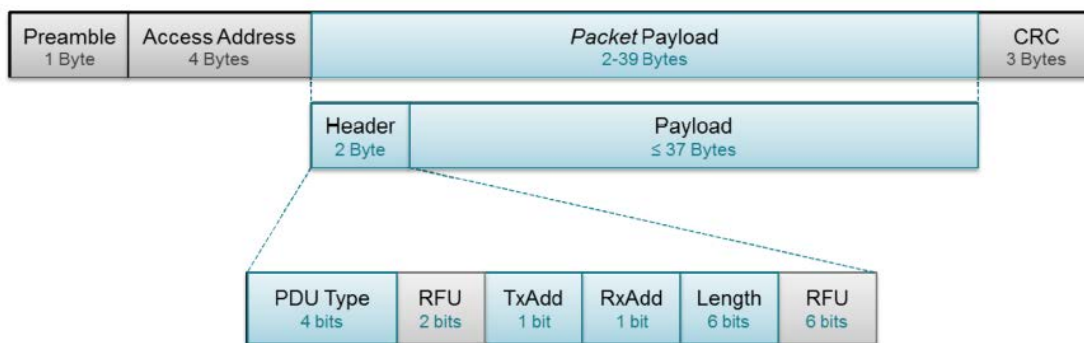 Preamble
1 Byte
Access Address
4 Bytes
Packet Payload
2-39 Bytes
CRC
3 Bytes
Header
2 Byte
Payload
≤ 37 Bytes
PDU Type
4 bits
RFU
2 bits
TxAdd
1 bit
RxAdd
1 bit
Length
6 bits
RFU
6 bits